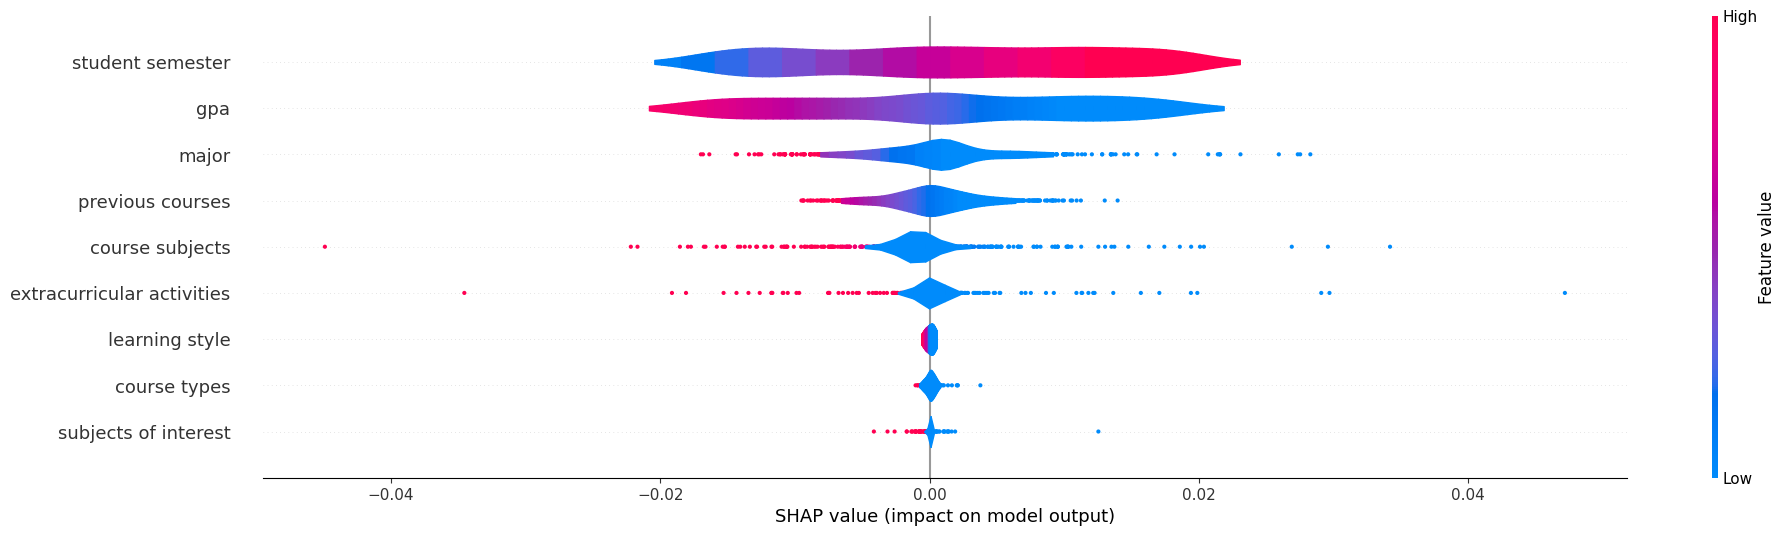 High
student semester
gpa
major
previous courses
course subjects
extracurricular activities
learning style
course types
subjects of interest
Feature value
Low
−0.04
−0.02
0.00
0.02
0.04
SHAP value (impact on model output)